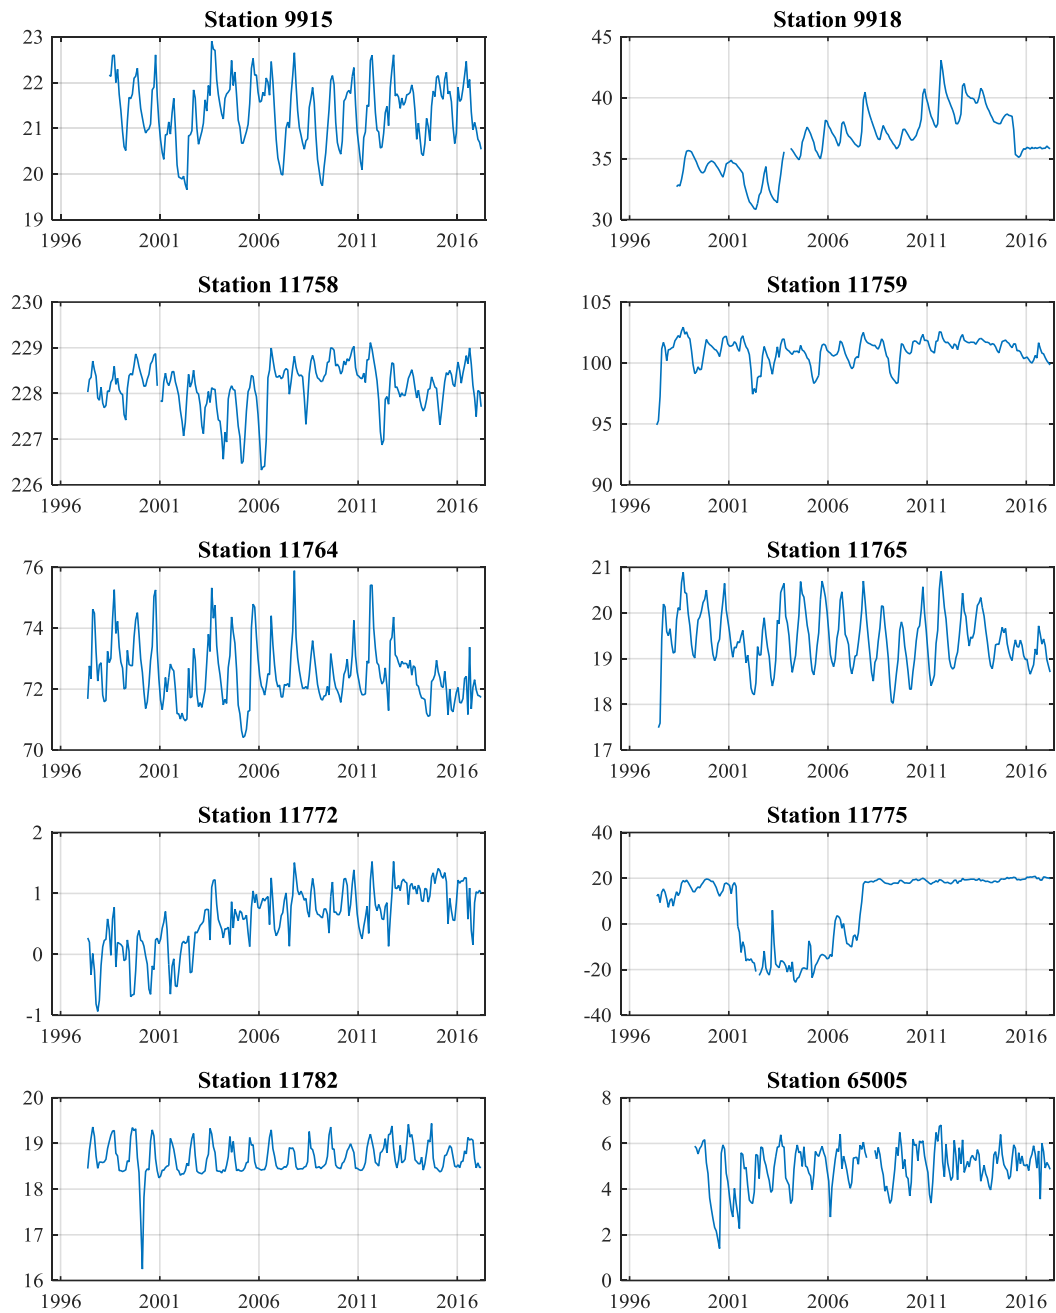 Station 9915
23
22
21
20
19
1996 2001 2006 2011 2016
Station 9918
45
40
35
30
1996 2001 2006 2011 2016
Station 11758
230
229
228
227
226
1996 2001 2006 2011 2016
Station 11759
105
100
95
90
1996 2001 2006 2011 2016
Station 11764
76
74
72
70
1996 2001 2006 2011 2016
Station 11765
21
20
19
18
17
1996 2001 2006 2011 2016
Station 11772
2
1
0
-1
1996 2001 2006 2011 2016
Station 11775
40
20
0
-20
-40
1996 2001 2006 2011 2016
Station 11782
20
19
18
17
16
1996 2001 2006 2011 2016
Station 65005
8
6
4
2
0
1996 2001 2006 2011 2016